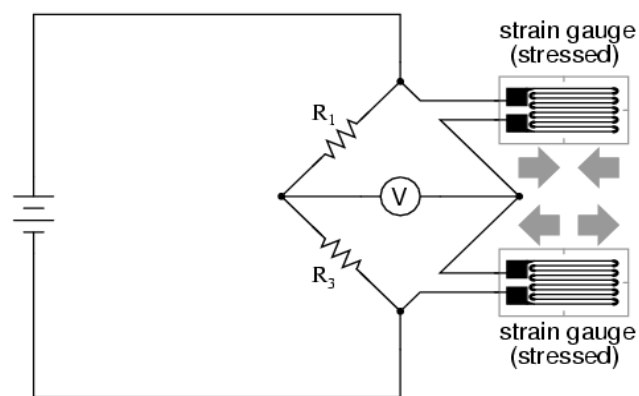 strain gauge
(stressed)
R1
V
R3
strain gauge
(stressed)